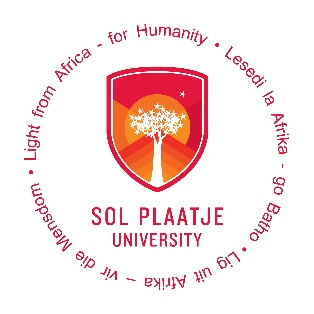 Light from Africa - for Humanity • Lesedi la Afrika - go Batho • Lig uit Afrika – vir die Mensdom •
SOL PLAATJE
UNIVERSITY